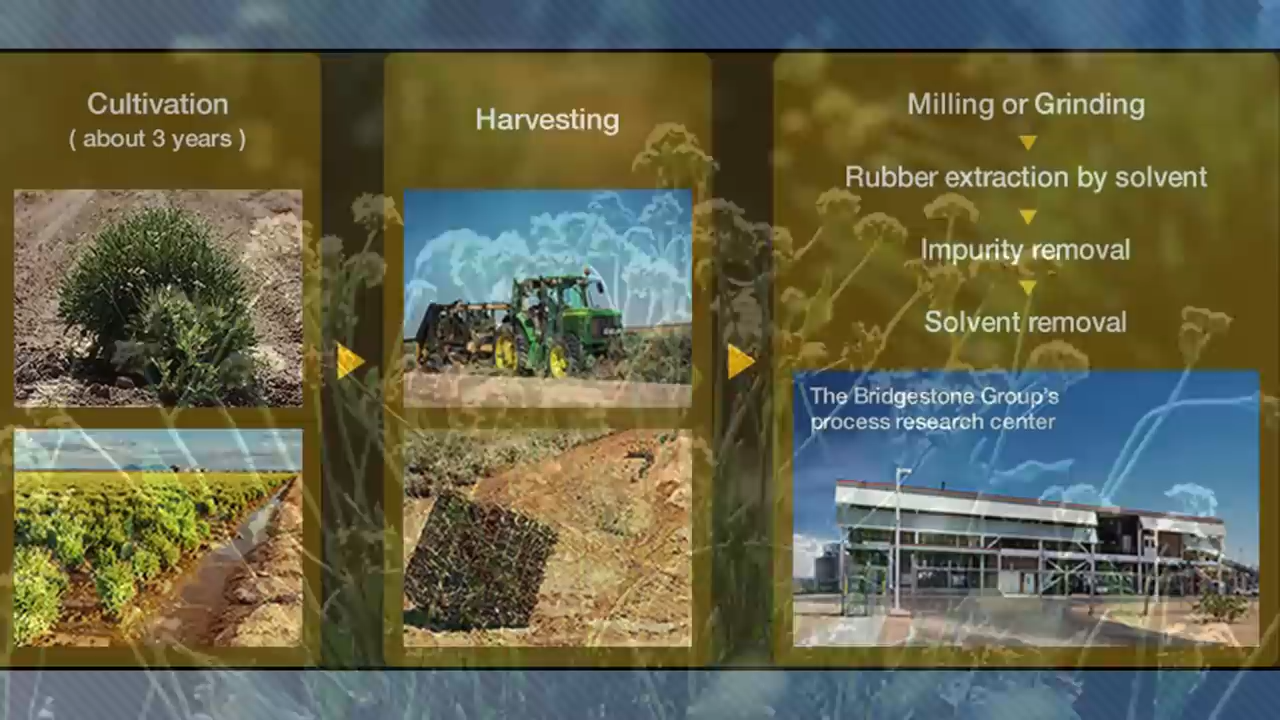 Cultivation
( about 3 years )
Harvesting
Milling or Grinding
Rubber extraction by solvent
Impurity removal
Solvent removal
The Bridgestone Group's
process research center